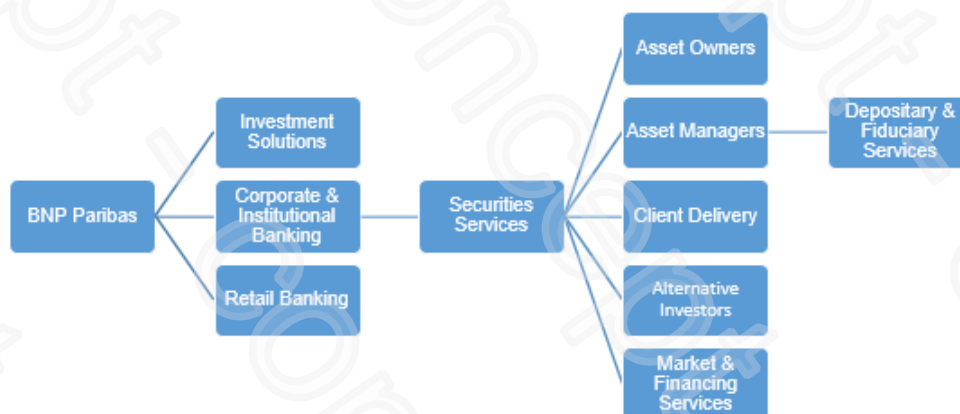 BNP Paribas
Investment
Solutions
Corporate &
Institutional
Banking
Retail Banking
Securities
Services
Asset Owners
Asset Managers
Client Delivery
Alternative
Investors
Market &
Financing
Services
Depositary &
Fiduciary
Services